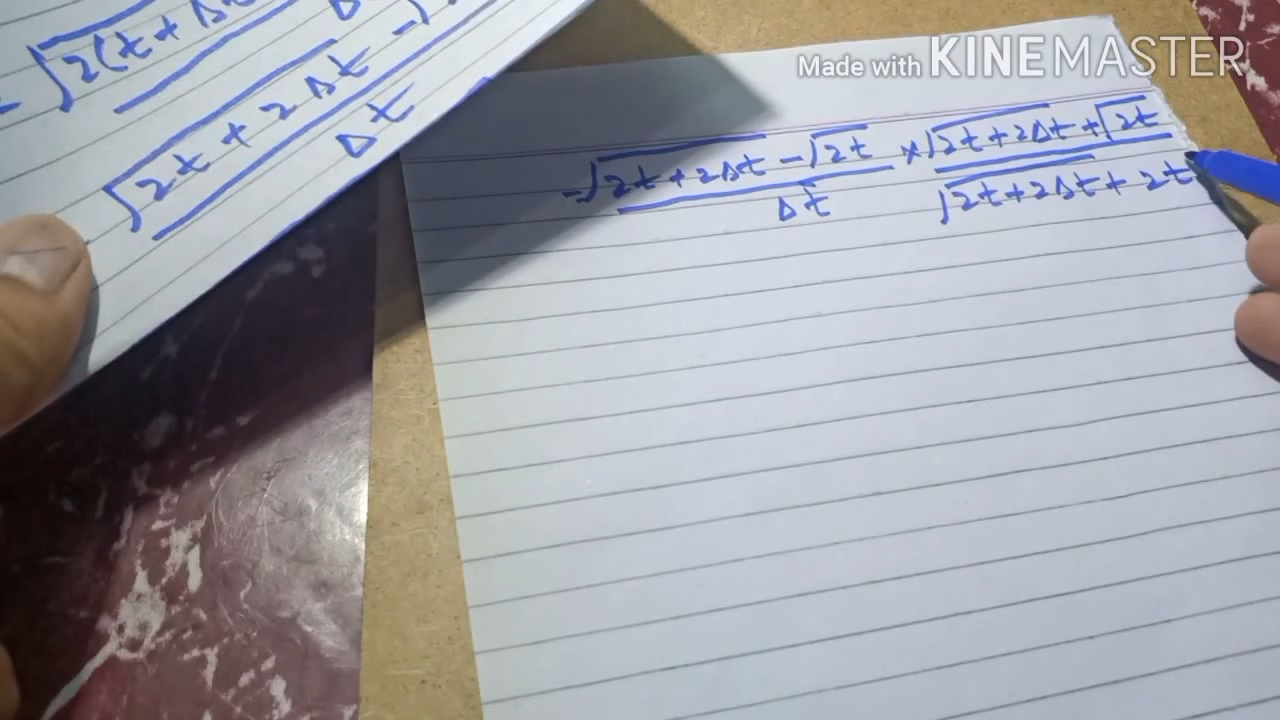 Made with KINEMASTER
√2(t + Δt
√2t + 2Δt - √
Δt
= √2t + 2Δt - √2t × √2t + 2Δt + √2t
Δt √2t + 2Δt + 2t